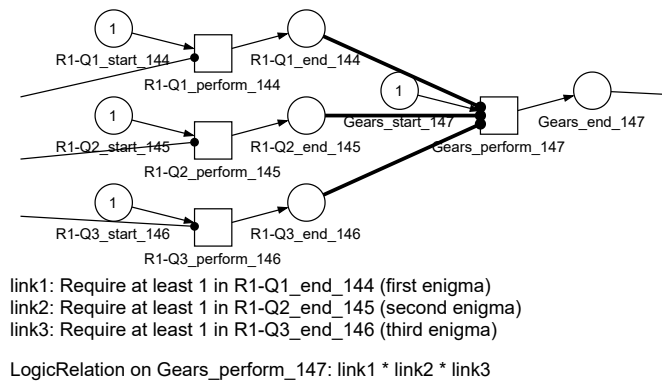 1
R1-Q1_start_144
R1-Q1_perform_144
R1-Q1_end_144
1
Gears_start_147
Gears_perform_147
Gears_end_147
1
R1-Q2_start_145
R1-Q2_perform_145
R1-Q2_end_145
1
R1-Q3_start_146
R1-Q3_perform_146
R1-Q3_end_146
link1: Require at least 1 in R1-Q1_end_144 (first enigma)
link2: Require at least 1 in R1-Q2_end_145 (second enigma)
link3: Require at least 1 in R1-Q3_end_146 (third enigma)
LogicRelation on Gears_perform_147: link1 * link2 * link3